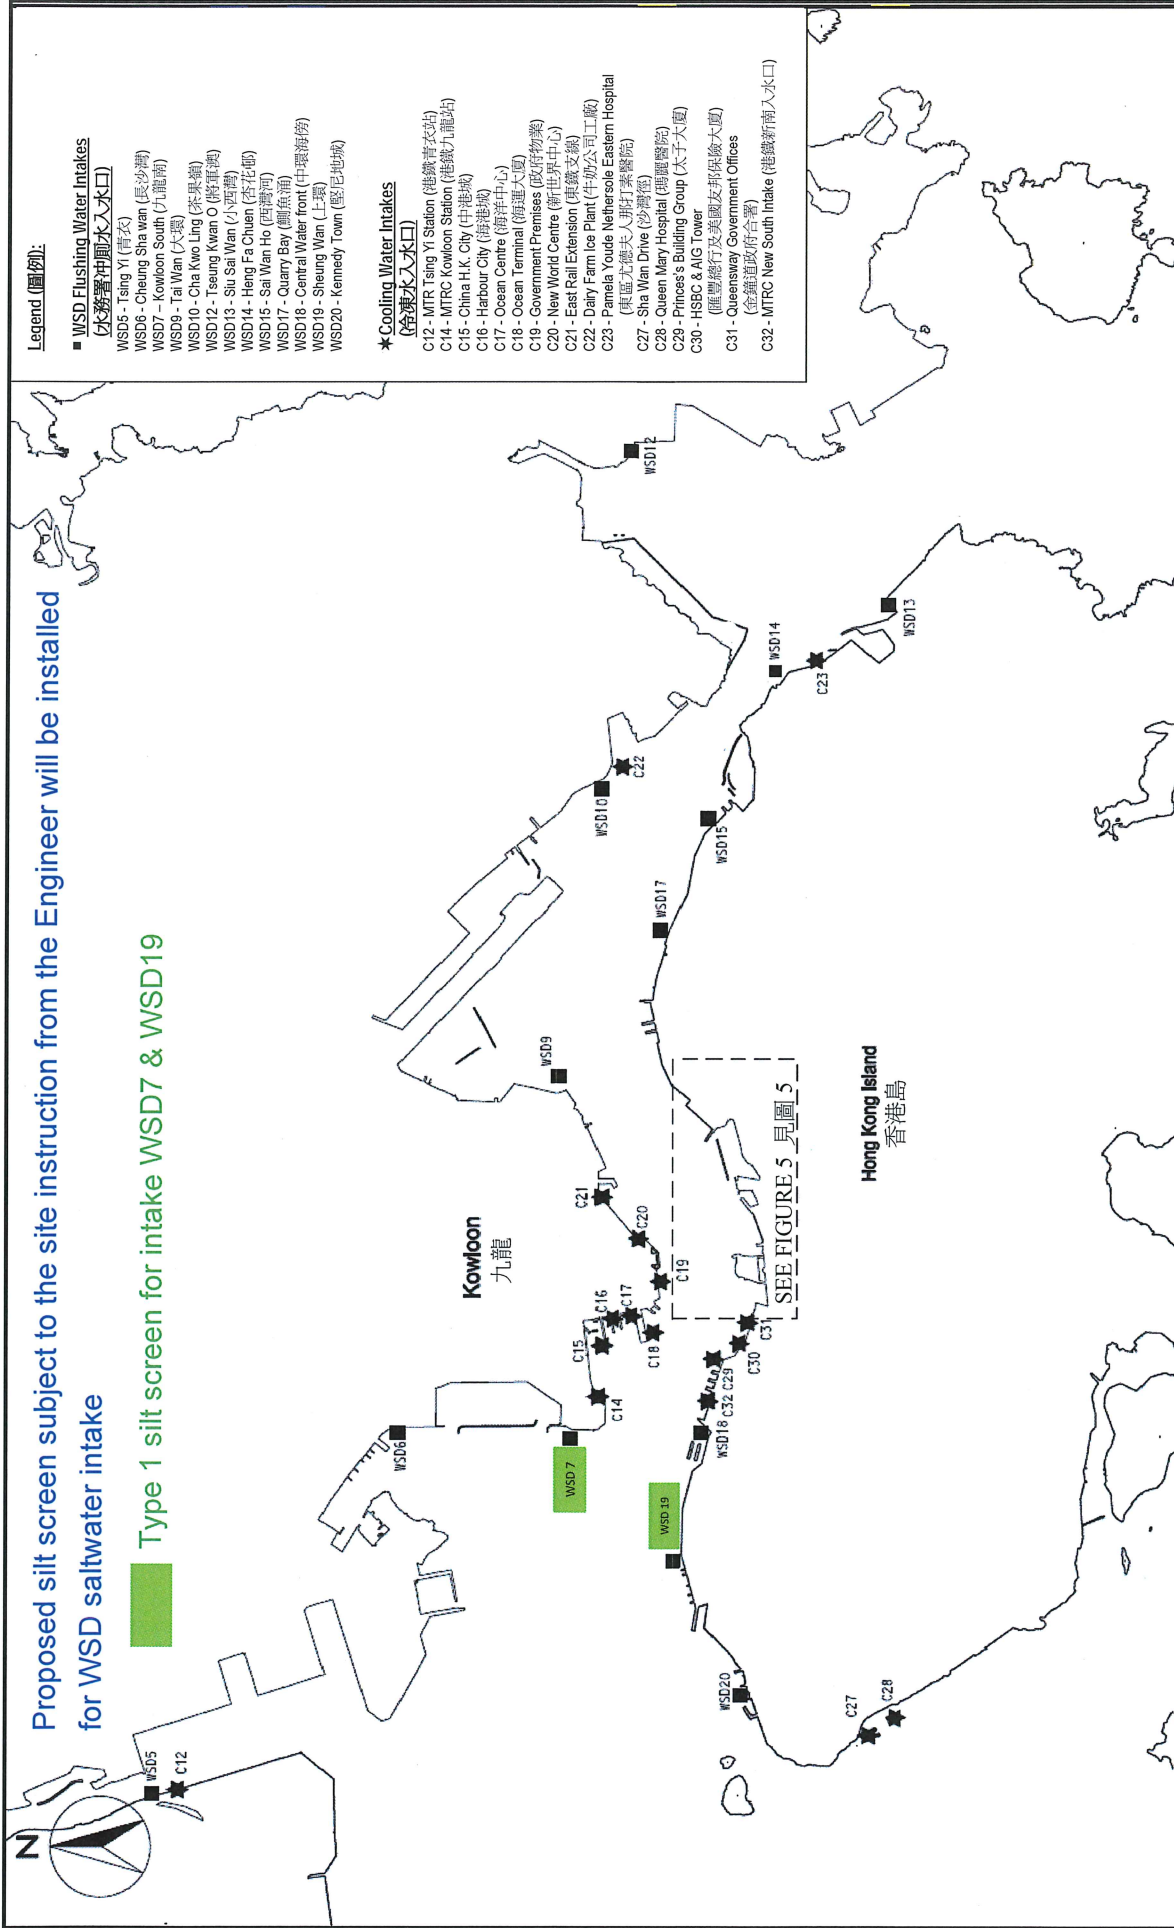 Proposed silt screen subject to the site instruction from the Engineer will be installed
for WSD saltwater intake
Type 1 silt screen for intake WSD7 & WSD19
Legend (圖例):
■ WSD Flushing Water Intakes
(水務署冲厠水入水口)
WSD5 - Tsing Yi (青衣)
WSD6 - Cheung Sha wan (長沙灣)
WSD7 – Kowloon South (九龍南)
WSD9 - Tai Wan (大環)
WSD10 - Cha Kwo Ling (茶果嶺)
WSD12 - Tseung Kwan O (將軍澳)
WSD13 - Siu Sai Wan (小西灣)
WSD14 - Heng Fa Chuen (杏花邨)
WSD15 - Sai Wan Ho (西灣河)
WSD17 - Quarry Bay (鰂魚涌)
WSD18 - Central Water front (中環海傍)
WSD19 - Sheung Wan (上環)
WSD20 - Kennedy Town (堅尼地城)
★Cooling Water Intakes
(冷凍水入水口)
C12 - MTR Tsing Yi Station (港鐵青衣站)
C14 - MTRC Kowloon Station (港鐵九龍站)
C15 - China H.K. City (中港城)
C16 - Harbour City (海港城)
C17 - Ocean Centre (海洋中心)
C18 - Ocean Terminal (海運大廈)
C19 - Government Premises (政府物業)
C20 - New World Centre (新世界中心)
C21 - East Rail Extension (東鐵支線)
C22 - Dairy Farm Ice Plant (牛奶公司工廠)
C23 - Pamela Youde Nethersole Eastern Hospital
(東區尤德夫人那打素醫院)
C27 - Sha Wan Drive (沙灣徑)
C28 - Queen Mary Hospital (瑪麗醫院)
C29 - Princes's Building Group (太子大廈)
C30 - HSBC & AIG Tower
(匯豐總行及美國友邦保險大廈)
C31 - Queensway Government Offices
(金鐘道政府合署)
C32 - MTRC New South Intake (港鐵新南入水口)
N
WSD5
C12
WSD6
WSD 7
C14
C15
C16
C17
C18
C19
C20
C21
Kowloon
九龍
WSD9
WSD10
C22
WSD12
WSD 19
WSD18
C32
C29
C30
C31
SEE FIGURE 5 見圖 5
WSD17
WSD15
WSD14
C23
WSD13
WSD20
C27
C28
Hong Kong Island
香港島